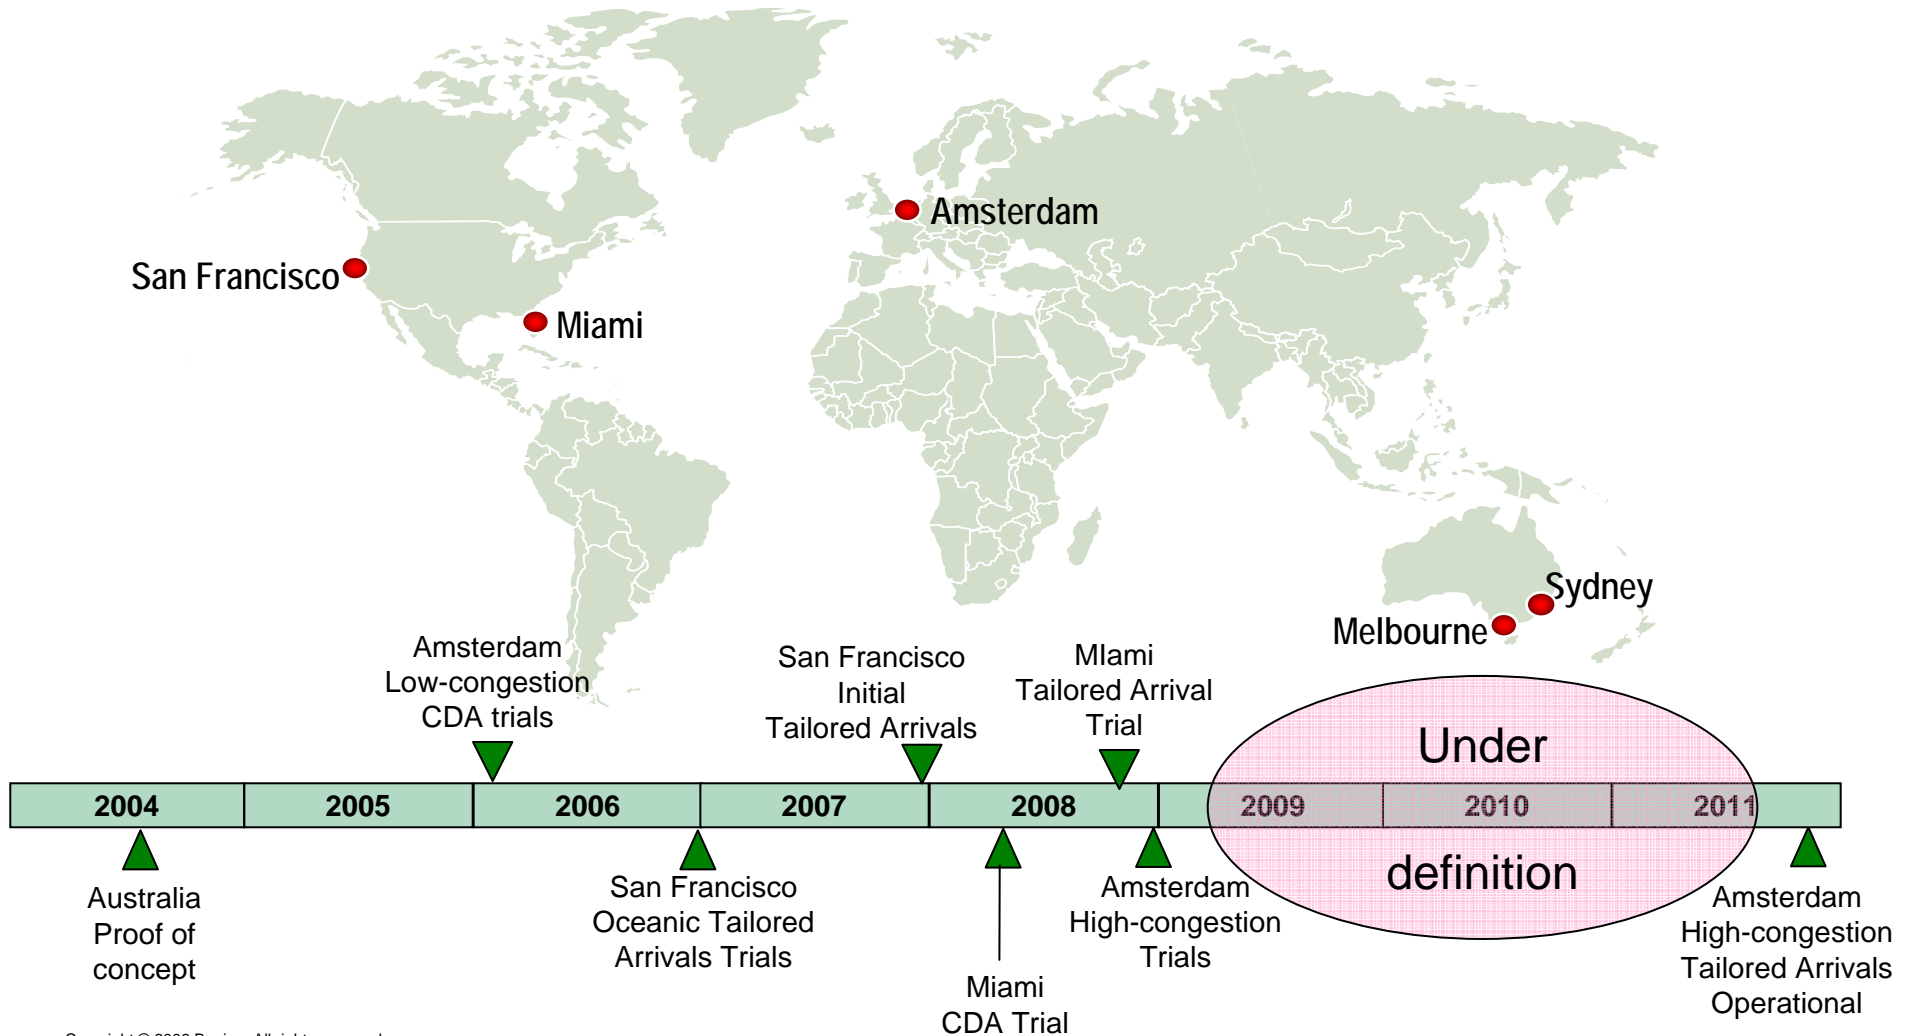 Amsterdam
San Francisco
Miami
Sydney
Melbourne
Amsterdam
Low-congestion
CDA trials
San Francisco
Initial
Tailored Arrivals
MIami
Tailored Arrival
Trial
Under
2004 2005 2006 2007 2008 2009 2010 2011
definition
Australia
Proof of
concept
San Francisco
Oceanic Tailored
Arrivals Trials
Miami
CDA Trial
Amsterdam
High-congestion
Trials
Amsterdam
High-congestion
Tailored Arrivals
Operational